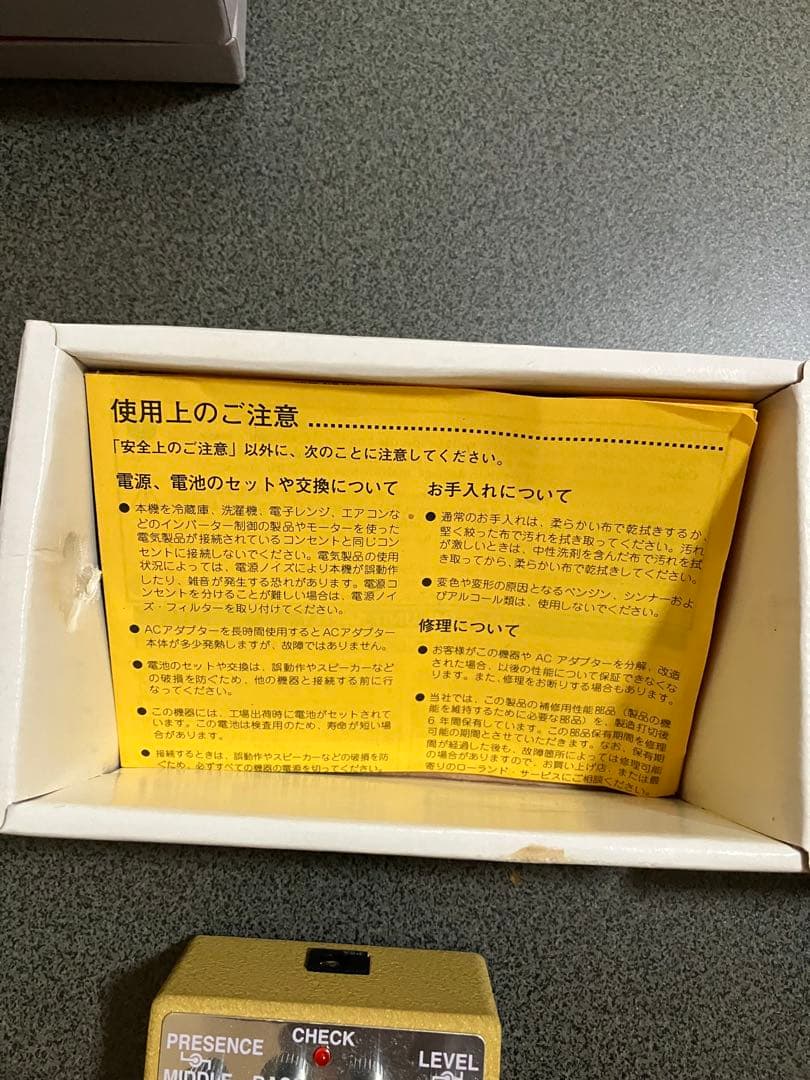 使用上のご注意
「安全上のご注意」以外に、次のことに注意してください。
電源、電池のセットや交換について
● 本機を冷蔵庫、洗濯機、電子レンジ、エアコンな
どのインバーター制御の製品やモーターを使った
電気製品が接続されているコンセントと同じコン
セントに接続しないでください。電気製品の使用
状況によっては、電源ノイズにより本機が誤動作
したり、雑音が発生する恐れがあります。電源コ
ンセントを分けることが難しい場合は、電源ノイ
ズ・フィルターを取り付けてください。
● ACアダプターを長時間使用するとACアダプター
本体が多少発熱しますが、故障ではありません。
● 電池のセットや交換は、誤動作やスピーカーなど
の破損を防ぐため、他の機器と接続する前に行
なってください。
● この機器には、工場出荷時に電池がセットされて
います。この電池は検査用のため、寿命が短い場
合があります。
● 接続するときは、誤動作やスピーカーなどの破損を防
ぐため、必ずすべての機器の電源を切ってください。
お手入れについて
● 通常のお手入れは、柔らかい布で乾拭きするか、
堅く絞った布で汚れを拭き取ってください。汚れ
が激しいときは、中性洗剤を含んだ布で汚れを拭
き取ってから、柔らかい布で乾拭きしてください。
● 変色や変形の原因となるベンジン、シンナーおよ
びアルコール類は、使用しないでください。
修理について
● お客様がこの機器や AC アダプターを分解、改造
された場合、以後の性能について保証できなくな
ります。また、修理をお断りする場合もあります。
● 当社では、この製品の補修用性能部品（製品の機
能を維持するために必要な部品）を、製造打切後
6 年間保有しています。この部品保有期間を修理
可能の期間とさせていただきます。なお、保有期
間が経過した後も、故障箇所によっては修理可能
の場合がありますので、お買い上げ店、または最
寄りのローランド・サービスにご相談ください。
PRESENCE
CHECK
LEVEL
MIDDLE